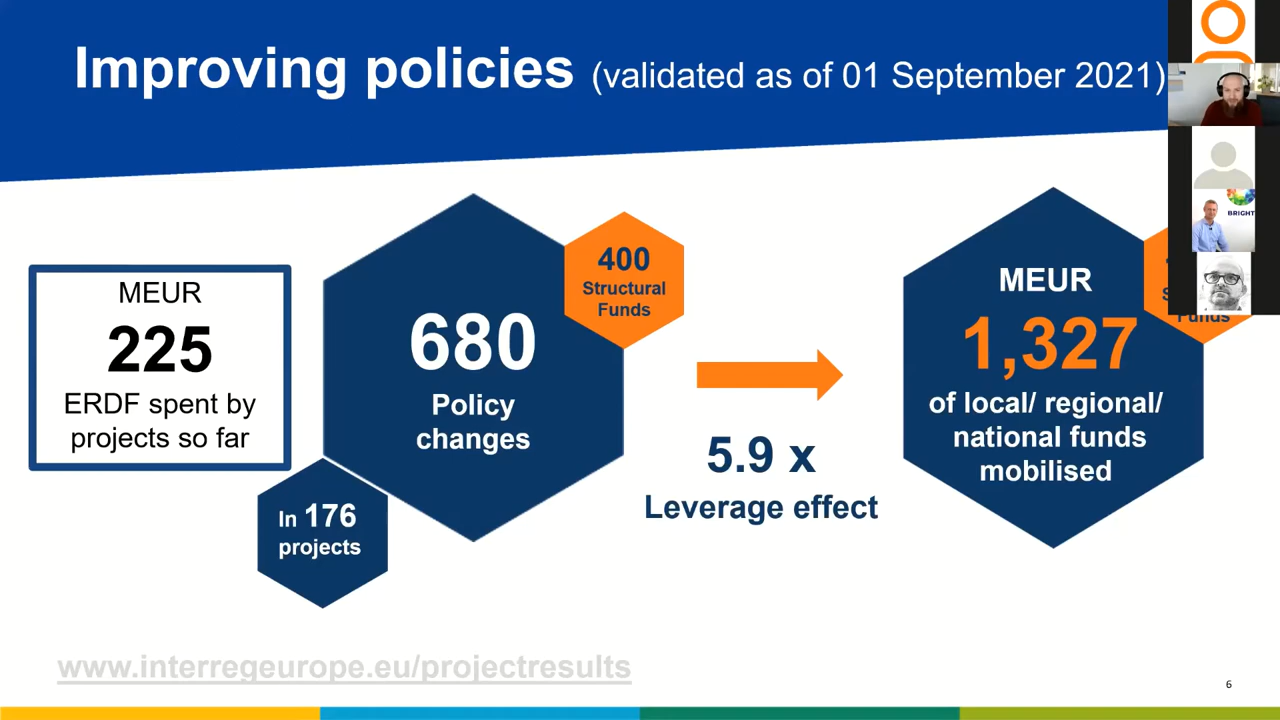 Improving policies (validated as of 01 September 2021)
MEUR
225
ERDF spent by
projects so far
680
Policy
changes
400
Structural
Funds
In 176
projects
5.9 x
Leverage effect
MEUR
1,327
of local/ regional/
national funds
mobilised
Funds
BRIGHT
www.interregeurope.eu/projectresults
6